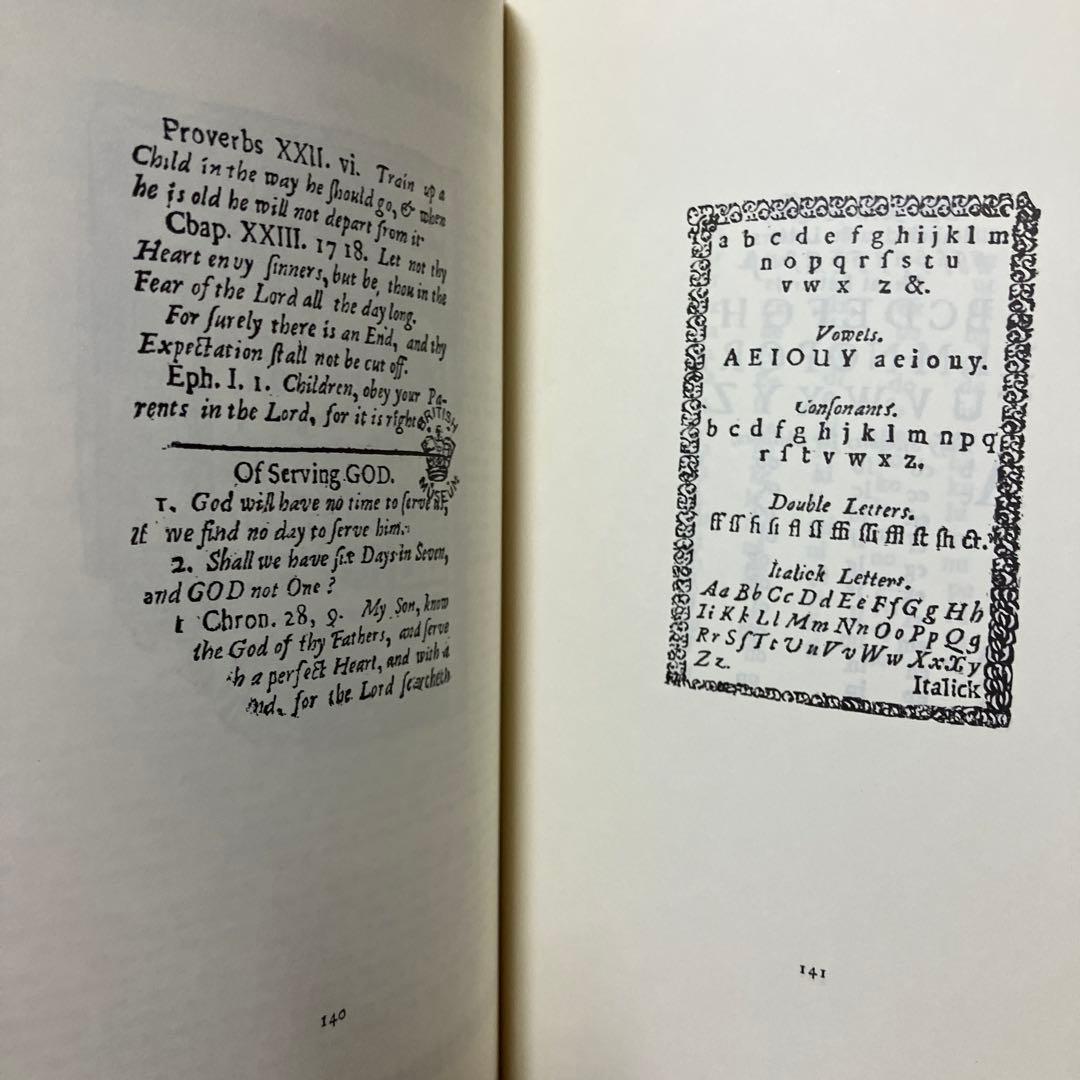 Proverbs XXII. vi. Train up a
Child in the way he ſhould go, & when
he is old he will not depart from it
Chap. XXIII. 17 18. Let not thy
Heart envy ſinners, but be, thou in the
Fear of the Lord all the day long.
For ſurely there is an End, and thy
Expectation ſtall not be cut off.
Eph. I. 1. Children, obey your Pa-
rents in the Lord, for it is right
BRITISH
MUSEUM
Of Serving GOD.
1. God will have no time to ſerve us,
If we find no day to ſerve him.
2. Shall we have ſix Days in Seven,
and GOD not One?
1 Chron. 28, 9. My Son, know
the God of thy Fathers, and ſerve
h a perfect Heart, and with a
nd, for the Lord ſearcheth
140
a b c d e f g h i j k l m
n o p q r ſ s t u
v w x z &.
Vowels.
A E I O U Y a e i o u y.
Conſonants.
b c d f g h j k l m n p q
r ſ t v w x z.
Double Letters.
&.
Italick Letters.
Aa Bb Cc Dd Ee Ff Gg Hh
Ii Kk Ll Mm Nn Oo Pp Qq
Rr Sſ Tt Uu Vv Ww Xx Yy
Zz.
Italick
141